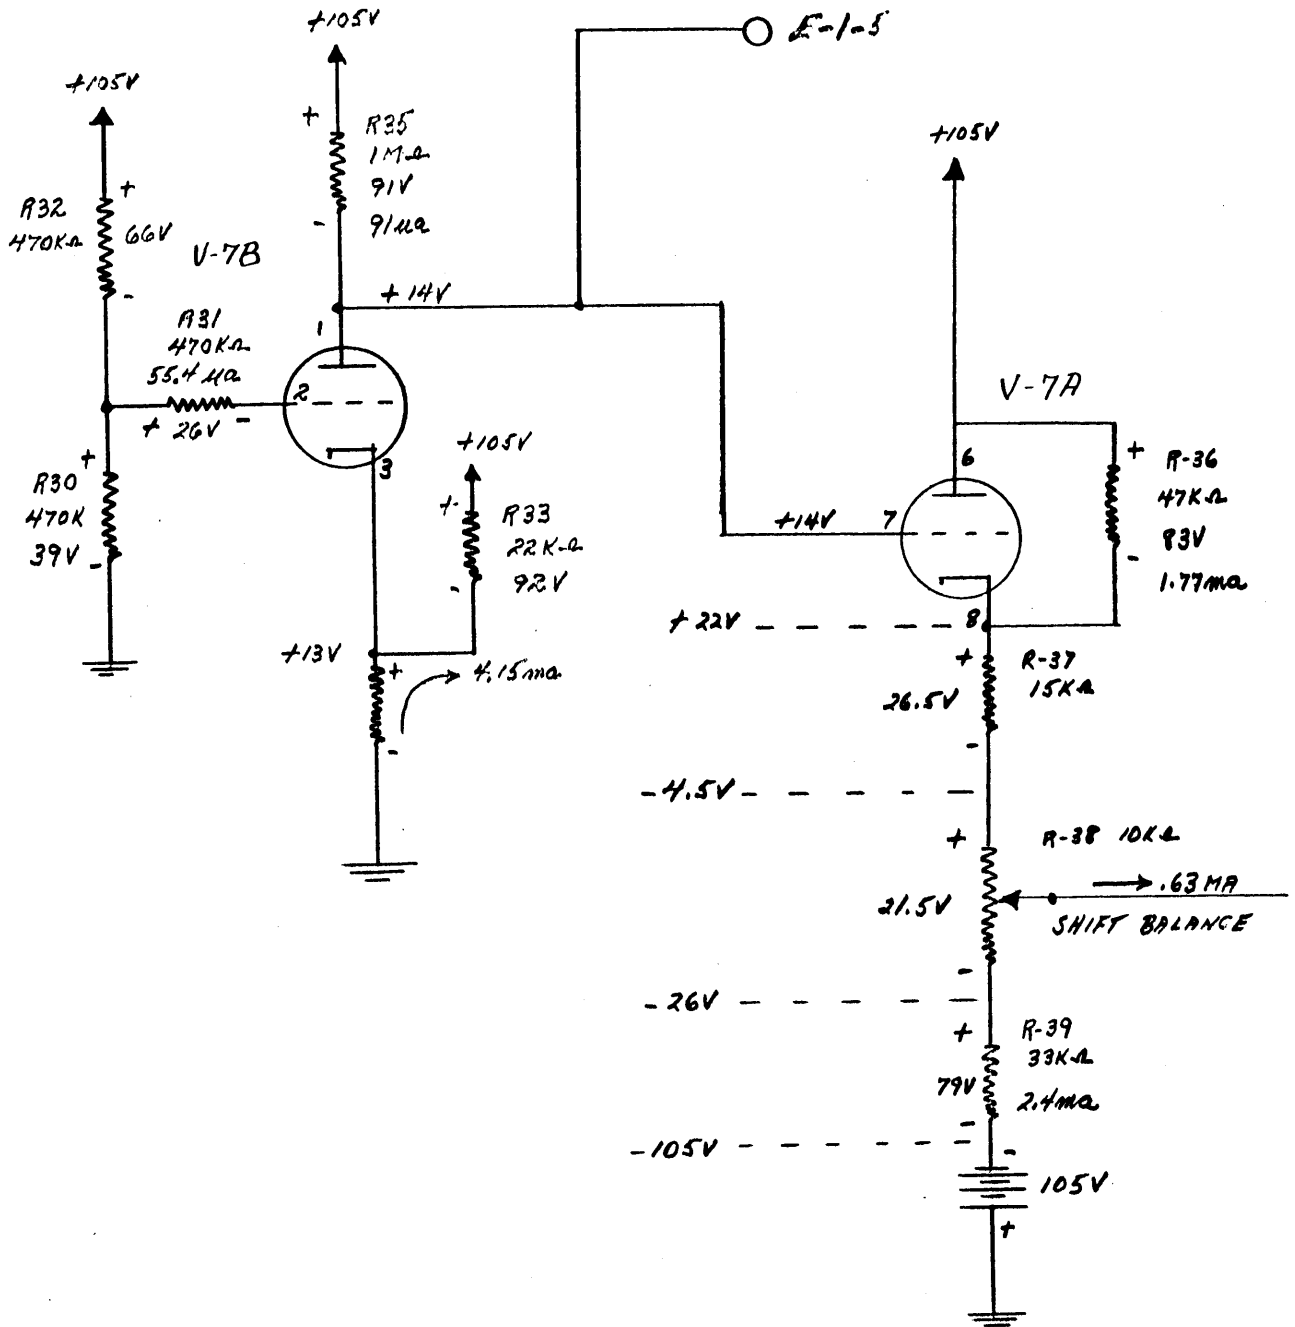 +105V
E-1-5
+105V
R35
1MΩ
91V
91μa
+105V
+
-
R32
470KΩ
+
66V
-
V-7B
+14V
1
R31
470KΩ
55.4 μa
+ 26V -
2
3
+
R30
470K
39V
-
+105V
+
R33
22KΩ
92V
-
+13V
+
4.15ma
-
+105V
V-7A
6
+14V
7
+
R-36
47KΩ
83V
-
1.77ma
+22V
8
+
R-37
15KΩ
26.5V
-
-4.5V
+
R-38 10KΩ
.63MA
21.5V
SHIFT BALANCE
-
-26V
+
R-39
33KΩ
79V
2.4ma
-
-105V
-
105V
+